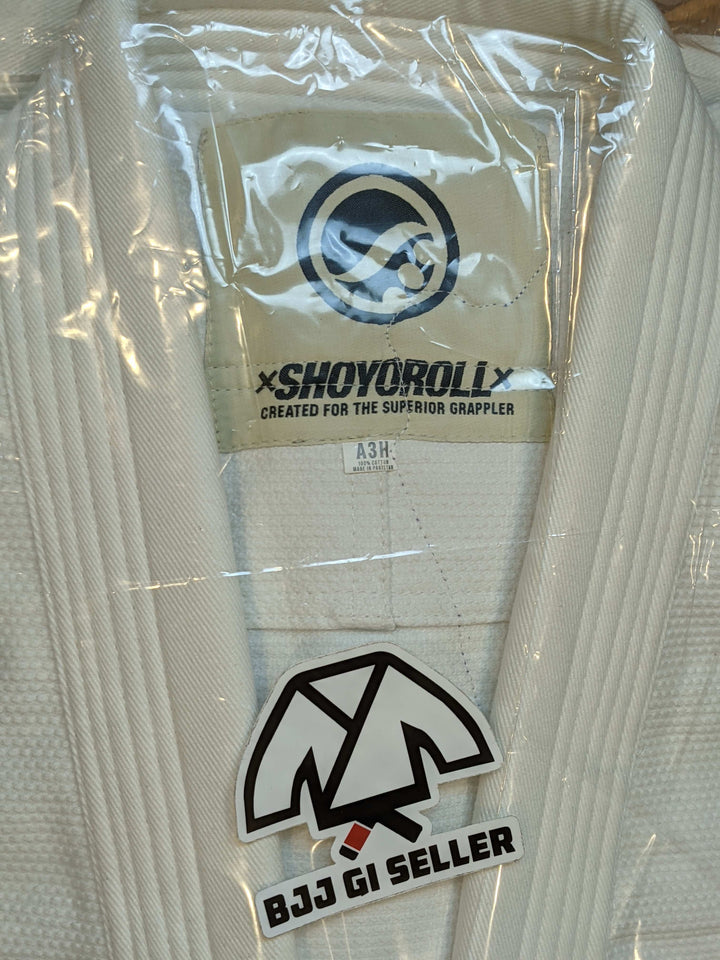 ×SHOYOROLL×
CREATED FOR THE SUPERIOR GRAPPLER
A3H
100% COTTON
MADE IN PAKISTAN
BJJ GI SELLER